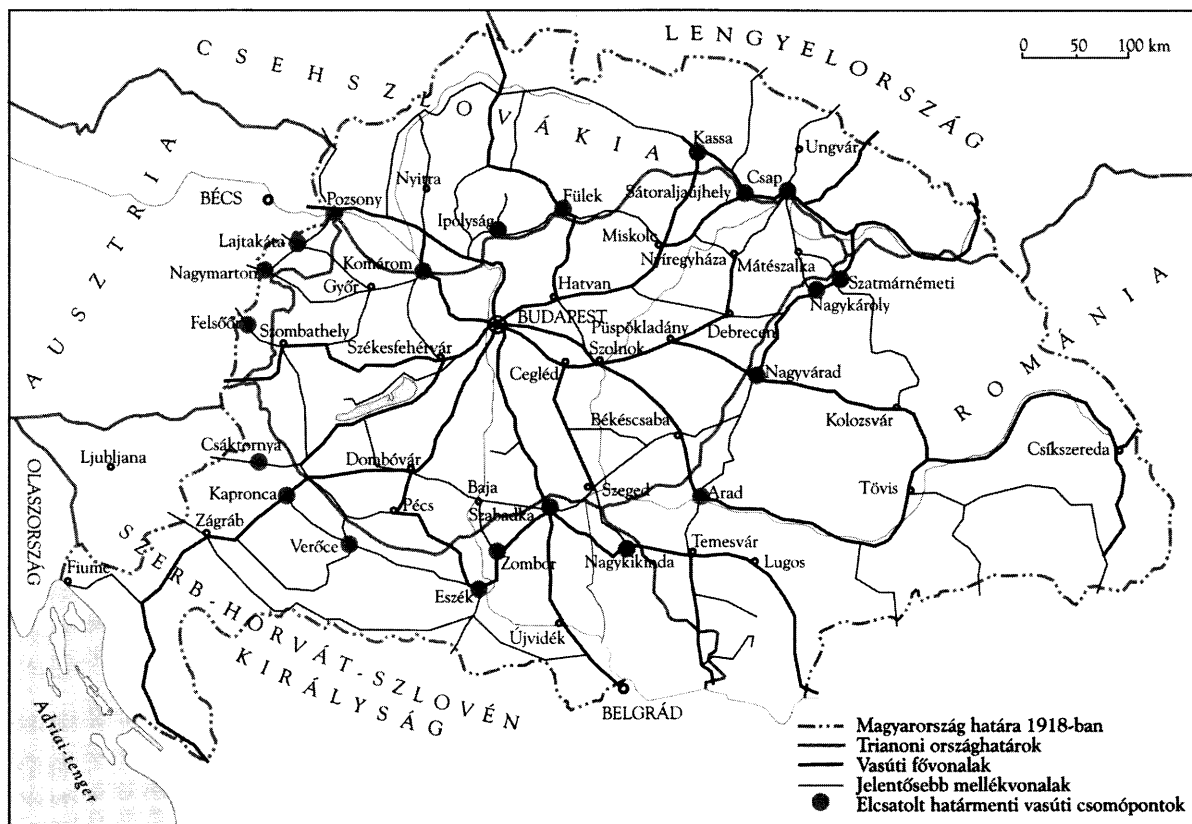 CSEHSZLOVÁKIA
LENGYELORSZÁG
0 50 100 km
AUSZTRIA
ROMÁNIA
OLASZORSZÁG
SZERB-HORVÁT-SZLOVÉN
KIRÁLYSÁG
Adriai-tenger
BÉCS
Pozsony
Nyitra
Kassa
Ungvár
Csap
Sátoraljaújhely
Fülek
Ipolyság
Lajtakáta
Nagymarton
Komárom
Győr
Miskolc
Nyíregyháza
Mátészalka
Szatmárnémeti
Nagykároly
Hatvan
BUDAPEST
Felsőőr
Szombathely
Székesfehérvár
Püspökladány
Debrecen
Szolnok
Cegléd
Nagyvárad
Kolozsvár
Békéscsaba
Csíkszereda
Ljubljana
Csáktornya
Dombóvár
Kapronca
Pécs
Baja
Szabadka
Szeged
Arad
Tövis
Zágráb
Verőce
Zombor
Nagykikinda
Temesvár
Lugos
Fiume
Eszék
Újvidék
BELGRÁD
Magyarország határa 1918-ban
Trianoni országhatárok
Vasúti fővonalak
Jelentősebb mellékvonalak
Elcsatolt határmenti vasúti csomópontok